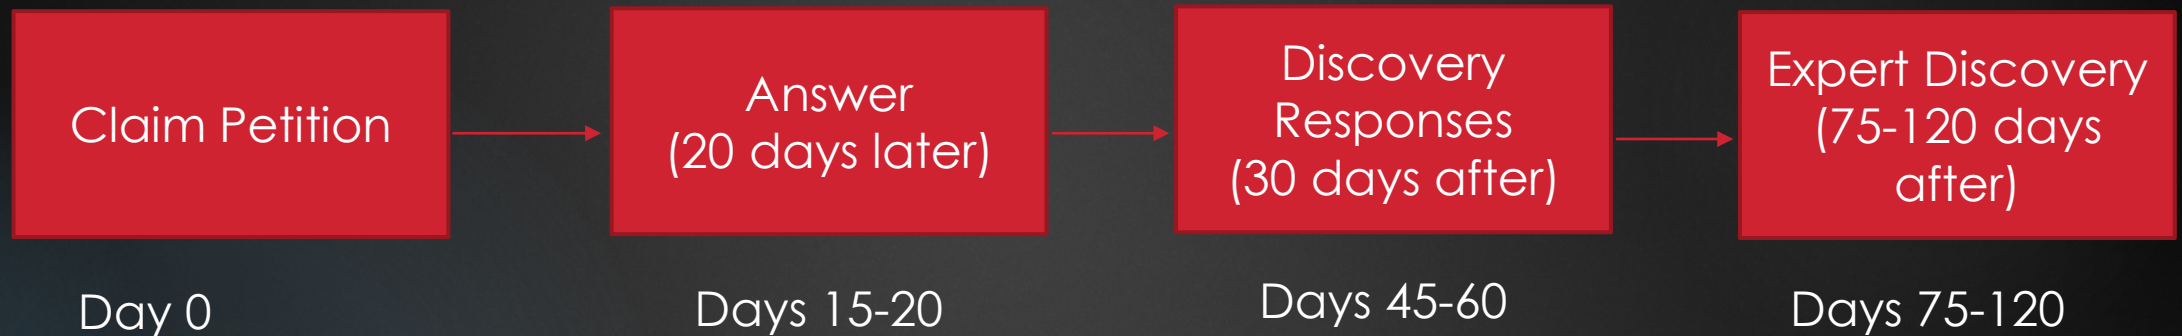 Claim Petition
Answer
(20 days later)
Discovery
Responses
(30 days after)
Expert Discovery
(75-120 days
after)
Day 0
Days 15-20
Days 45-60
Days 75-120